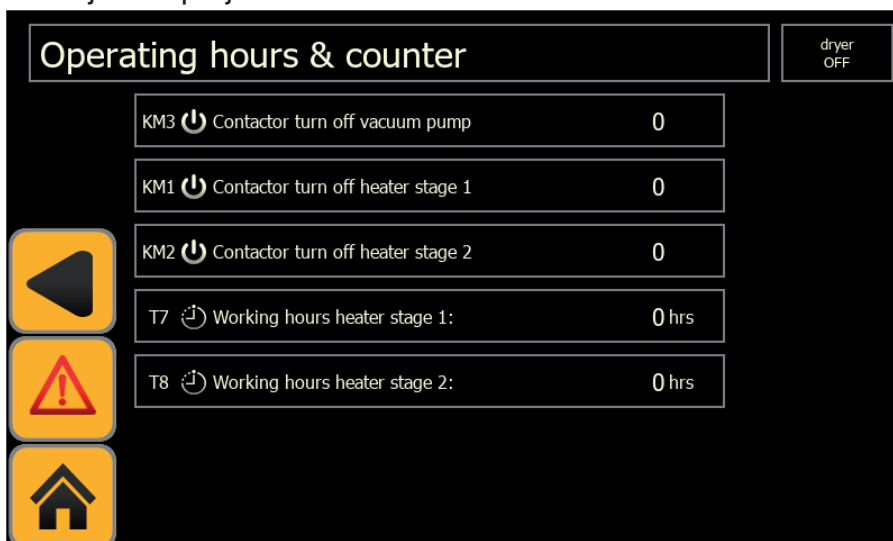 Operating hours & counter
dryer
OFF
KM3 Contactor turn off vacuum pump 0
KM1 Contactor turn off heater stage 1 0
KM2 Contactor turn off heater stage 2 0
T7 Working hours heater stage 1: 0 hrs
T8 Working hours heater stage 2: 0 hrs